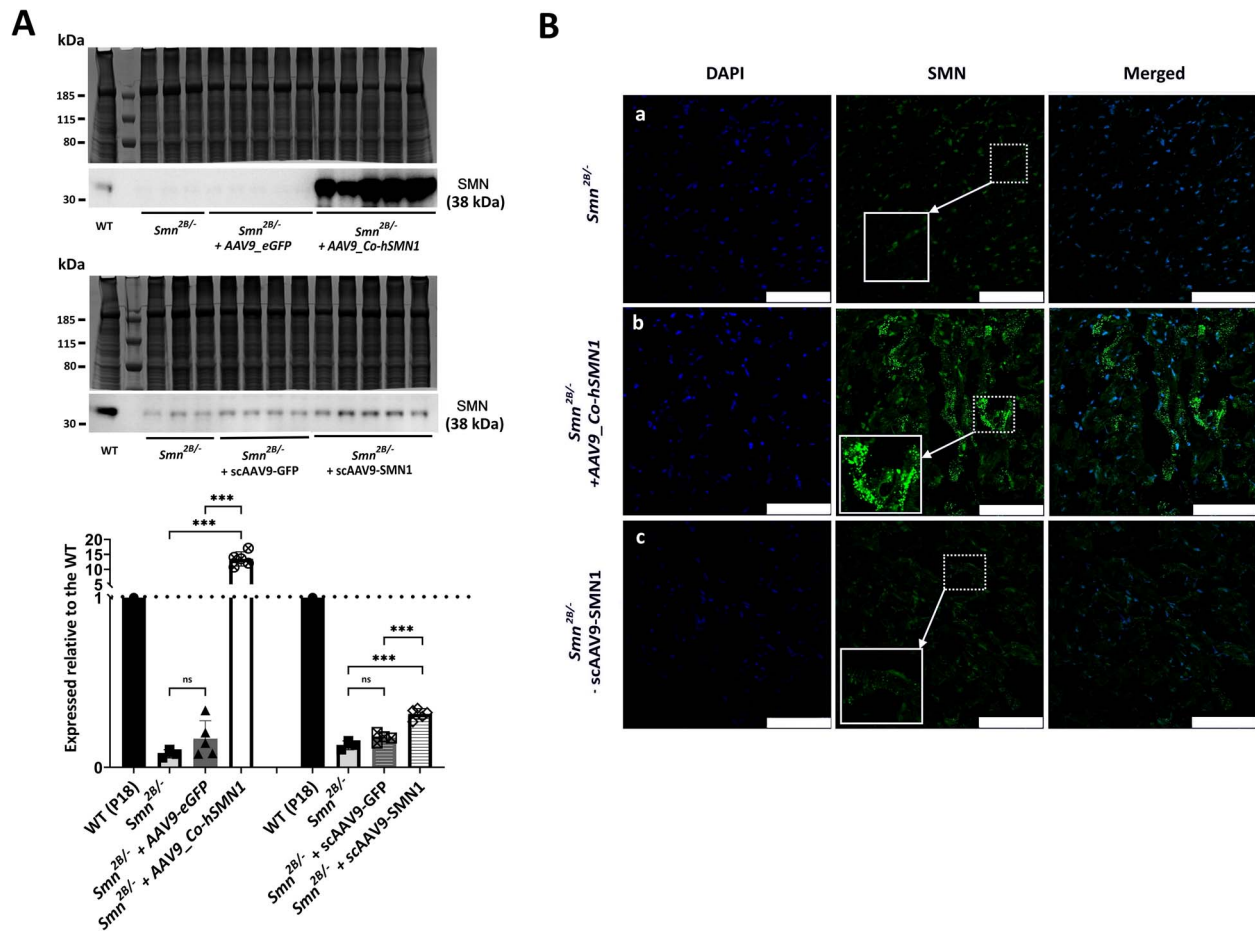 A
kDa
185
115
80
30
SMN
(38 kDa)
WT
Smn2B/-
Smn2B/-
+ AAV9_eGFP
Smn2B/-
+ AAV9_Co-hSMN1
kDa
185
115
80
30
SMN
(38 kDa)
WT
Smn2B/-
Smn2B/-
+ scAAV9-GFP
Smn2B/-
+ scAAV9-SMN1
Expressed relative to the WT
20
15
10
5
1
0
***
***
ns
***
***
ns
WT (P18)
Smn2B/-
Smn2B/- + AAV9-eGFP
Smn2B/- + AAV9_Co-hSMN1
WT (P18)
Smn2B/-
Smn2B/- + scAAV9-GFP
Smn2B/- + scAAV9-SMN1
B
DAPI
SMN
Merged
Smn2B/-
a
Smn2B/-
+AAV9_Co-hSMN1
b
Smn2B/-
- scAAV9-SMN1
c